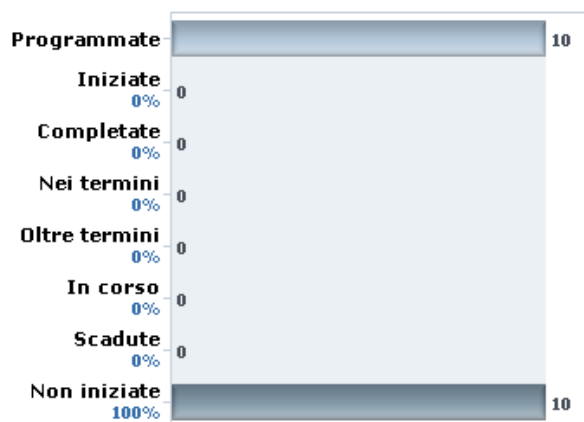 Programmate 10
Iniziate
0% 0
Completate
0% 0
Nei termini
0% 0
Oltre termini
0% 0
In corso
0% 0
Scadute
0% 0
Non iniziate
100% 10